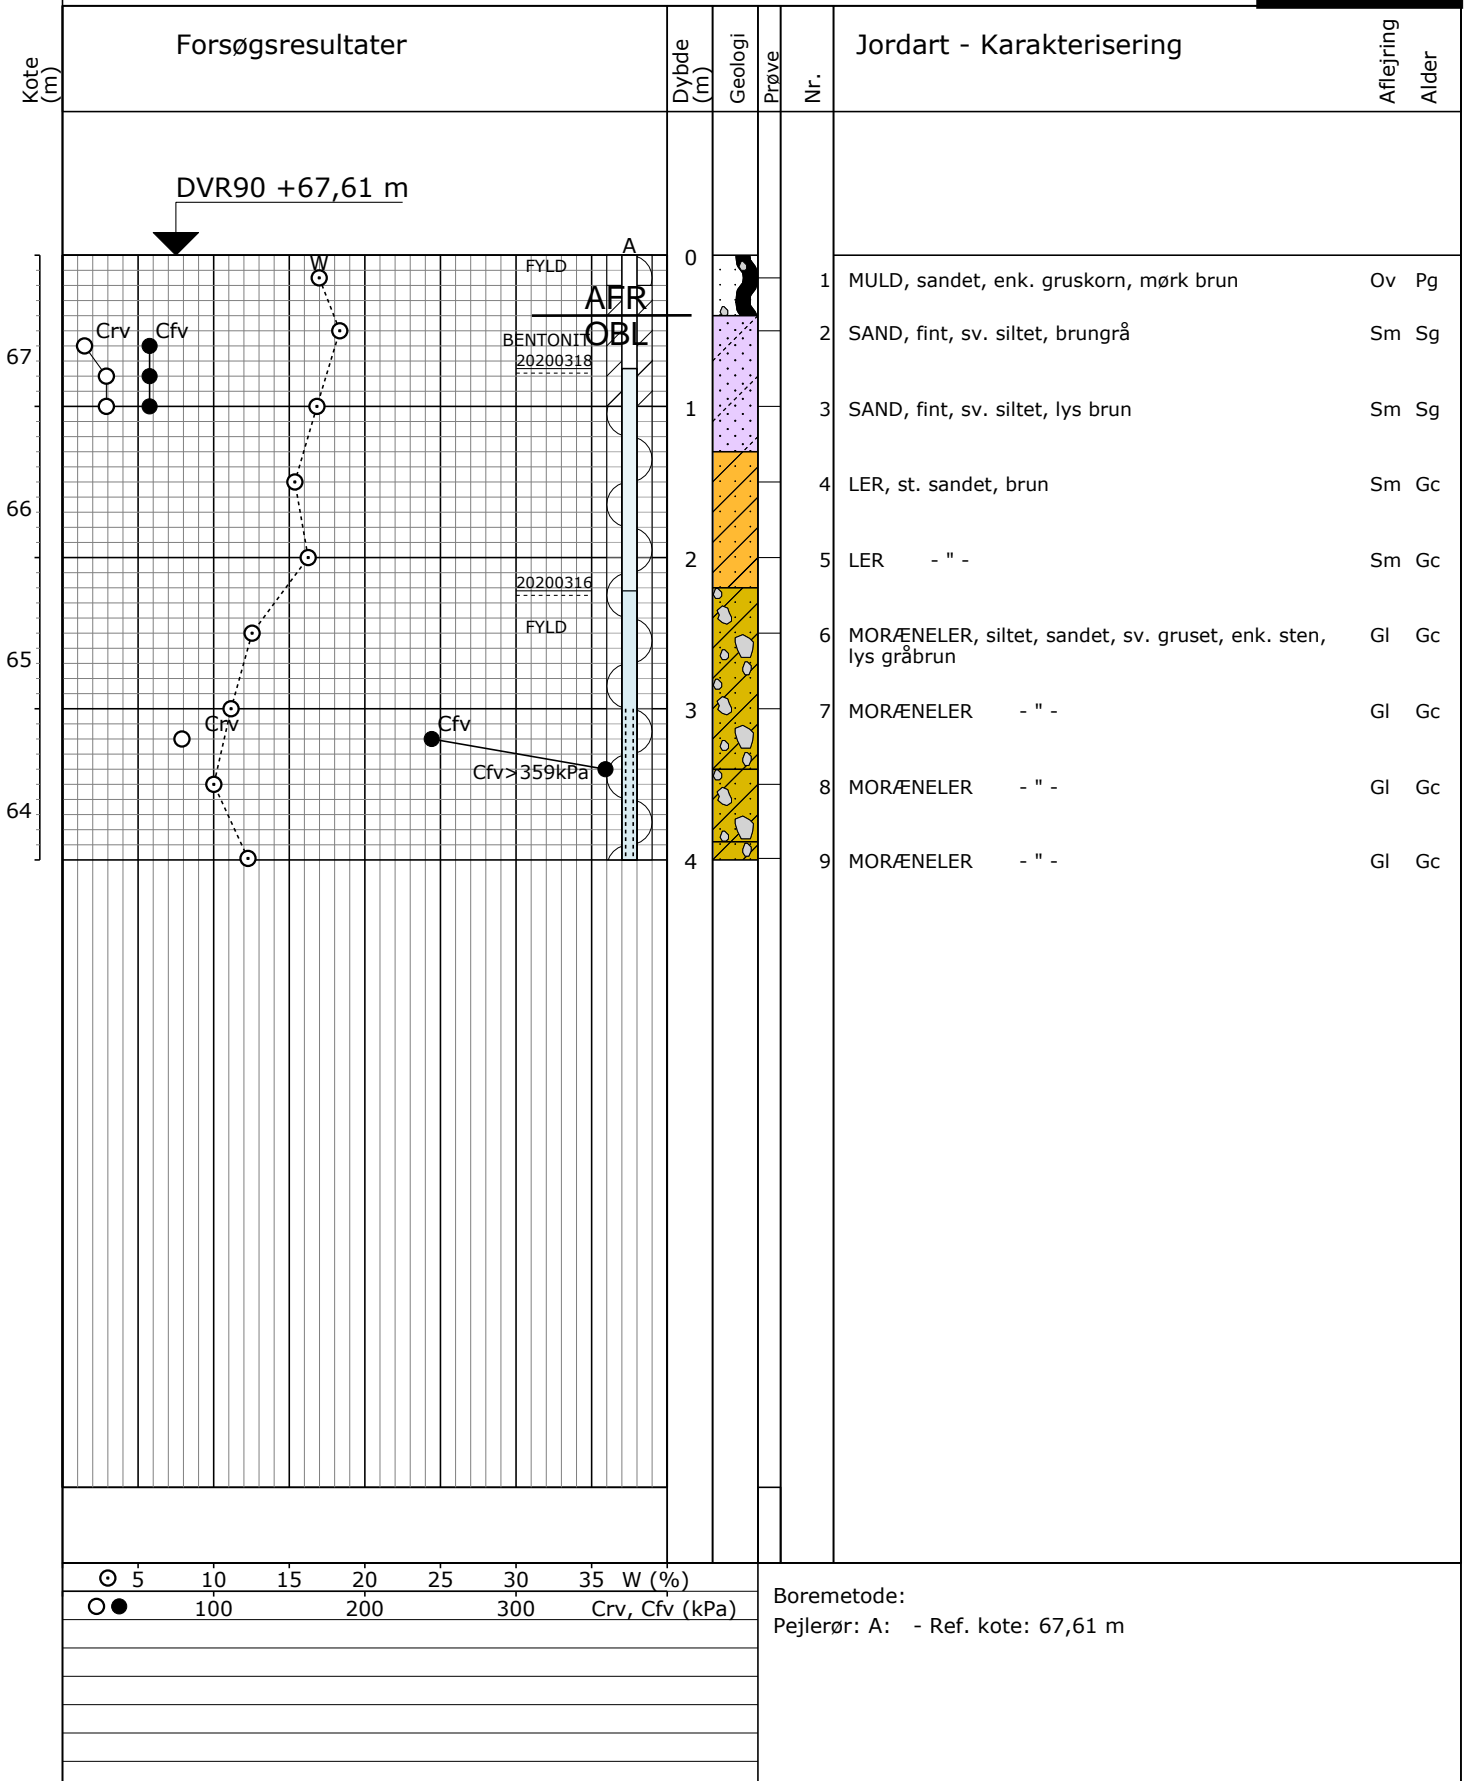 Kote (m)
Forsøgsresultater
Dybde (m)
Geologi
Prøve
Nr.
Jordart - Karakterisering
Aflejring
Alder
DVR90 +67,61 m
W
FYLD
A
0
1 MULD, sandet, enk. gruskorn, mørk brun Ov Pg
AFR
Crv Cfv
BENTONIT
OBL
2 SAND, fint, sv. siltet, brungrå Sm Sg
67
20200318
1
3 SAND, fint, sv. siltet, lys brun Sm Sg
4 LER, st. sandet, brun Sm Gc
66
2
5 LER - " - Sm Gc
20200316
FYLD
6 MORÆNELER, siltet, sandet, sv. gruset, enk. sten, Gl Gc
lys gråbrun
65
3
7 MORÆNELER - " - Gl Gc
Crv Cfv
Cfv>359kPa
8 MORÆNELER - " - Gl Gc
64
4
9 MORÆNELER - " - Gl Gc
5 10 15 20 25 30 35 W (%)
100 200 300 Crv, Cfv (kPa)
Boremetode:
Pejlerør: A: - Ref. kote: 67,61 m